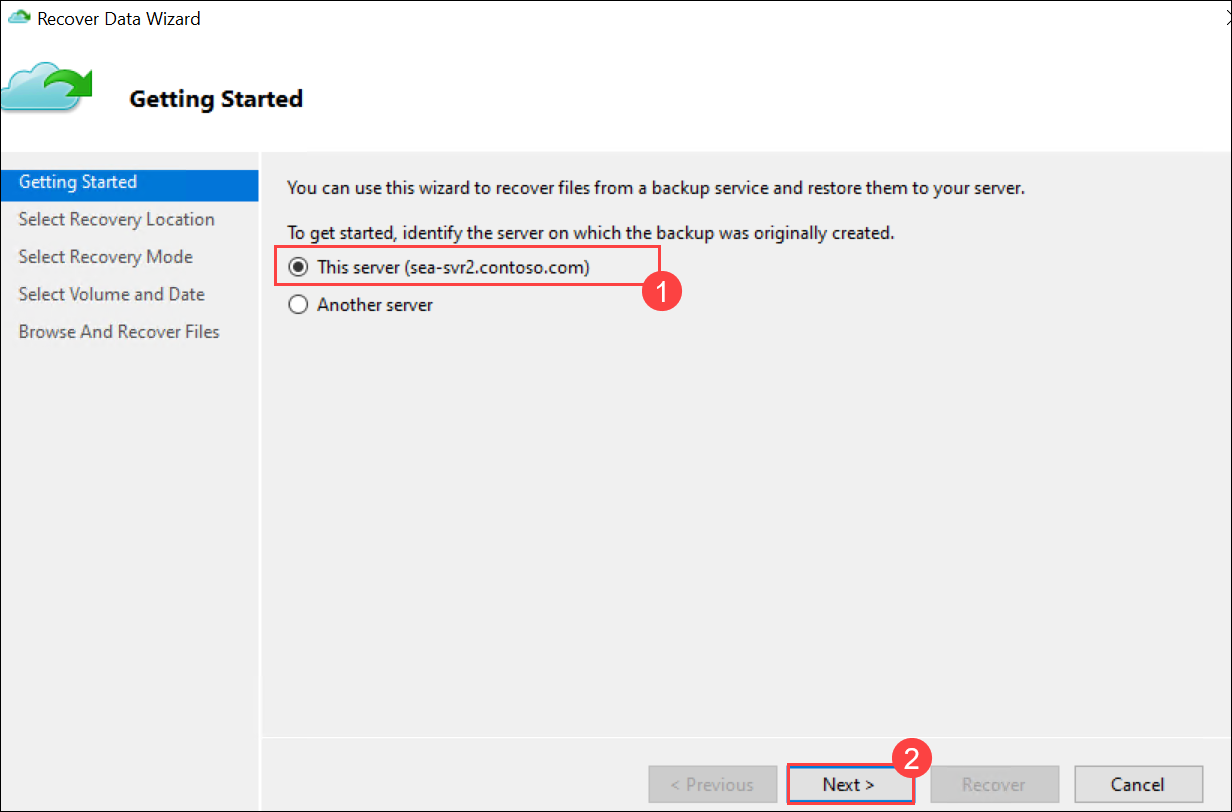 Recover Data Wizard
Getting Started
Getting Started
Select Recovery Location
Select Recovery Mode
Select Volume and Date
Browse And Recover Files
You can use this wizard to recover files from a backup service and restore them to your server.
To get started, identify the server on which the backup was originally created.
This server (sea-svr2.contoso.com)
1
Another server
2
< Previous
Next >
Recover
Cancel